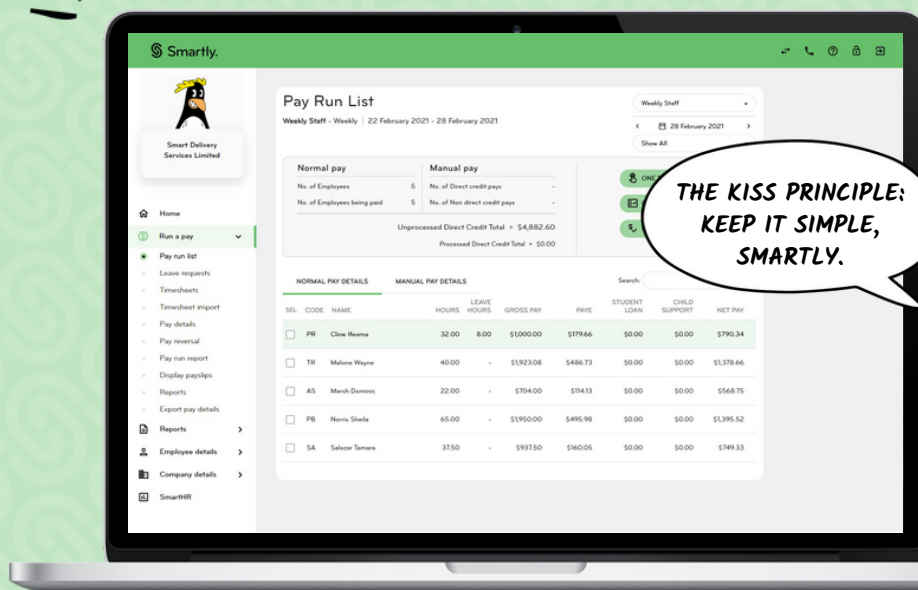 Smartly.
Smart Delivery
Services Limited
Home
Run a pay
Pay run list
Leave requests
Timesheets
Timesheet import
Pay details
Pay reversal
Pay run report
Display payslips
Reports
Export pay details
Reports
Employee details
Company details
SmartHR
Pay Run List
Weekly Staff - Weekly | 22 February 2021 - 28 February 2021
Weekly Staff
28 February 2021
Show All
Normal pay Manual pay
No. of Employees 5 No. of Direct credit pays -
No. of Employees being paid 5 No. of Non direct credit pays -
Unprocessed Direct Credit Total = $4,882.60
Processed Direct Credit Total = $0.00
THE KISS PRINCIPLE:
KEEP IT SIMPLE,
SMARTLY.
NORMAL PAY DETAILS MANUAL PAY DETAILS Search:
SEL CODE NAME HOURS LEAVE HOURS GROSS PAY PAYE STUDENT LOAN CHILD SUPPORT NET PAY
PR Cline Ifeoma 32.00 8.00 $1,000.00 $179.66 $0.00 $0.00 $790.34
TR Malone Wayne 40.00 - $1,923.08 $486.73 $0.00 $0.00 $1,378.66
AS Marsh Dominic 22.00 - $704.00 $114.13 $0.00 $0.00 $568.75
PB Norris Sheila 65.00 - $1,950.00 $495.98 $0.00 $0.00 $1,395.52
SA Salazar Tamara 37.50 - $937.50 $160.05 $0.00 $0.00 $749.33